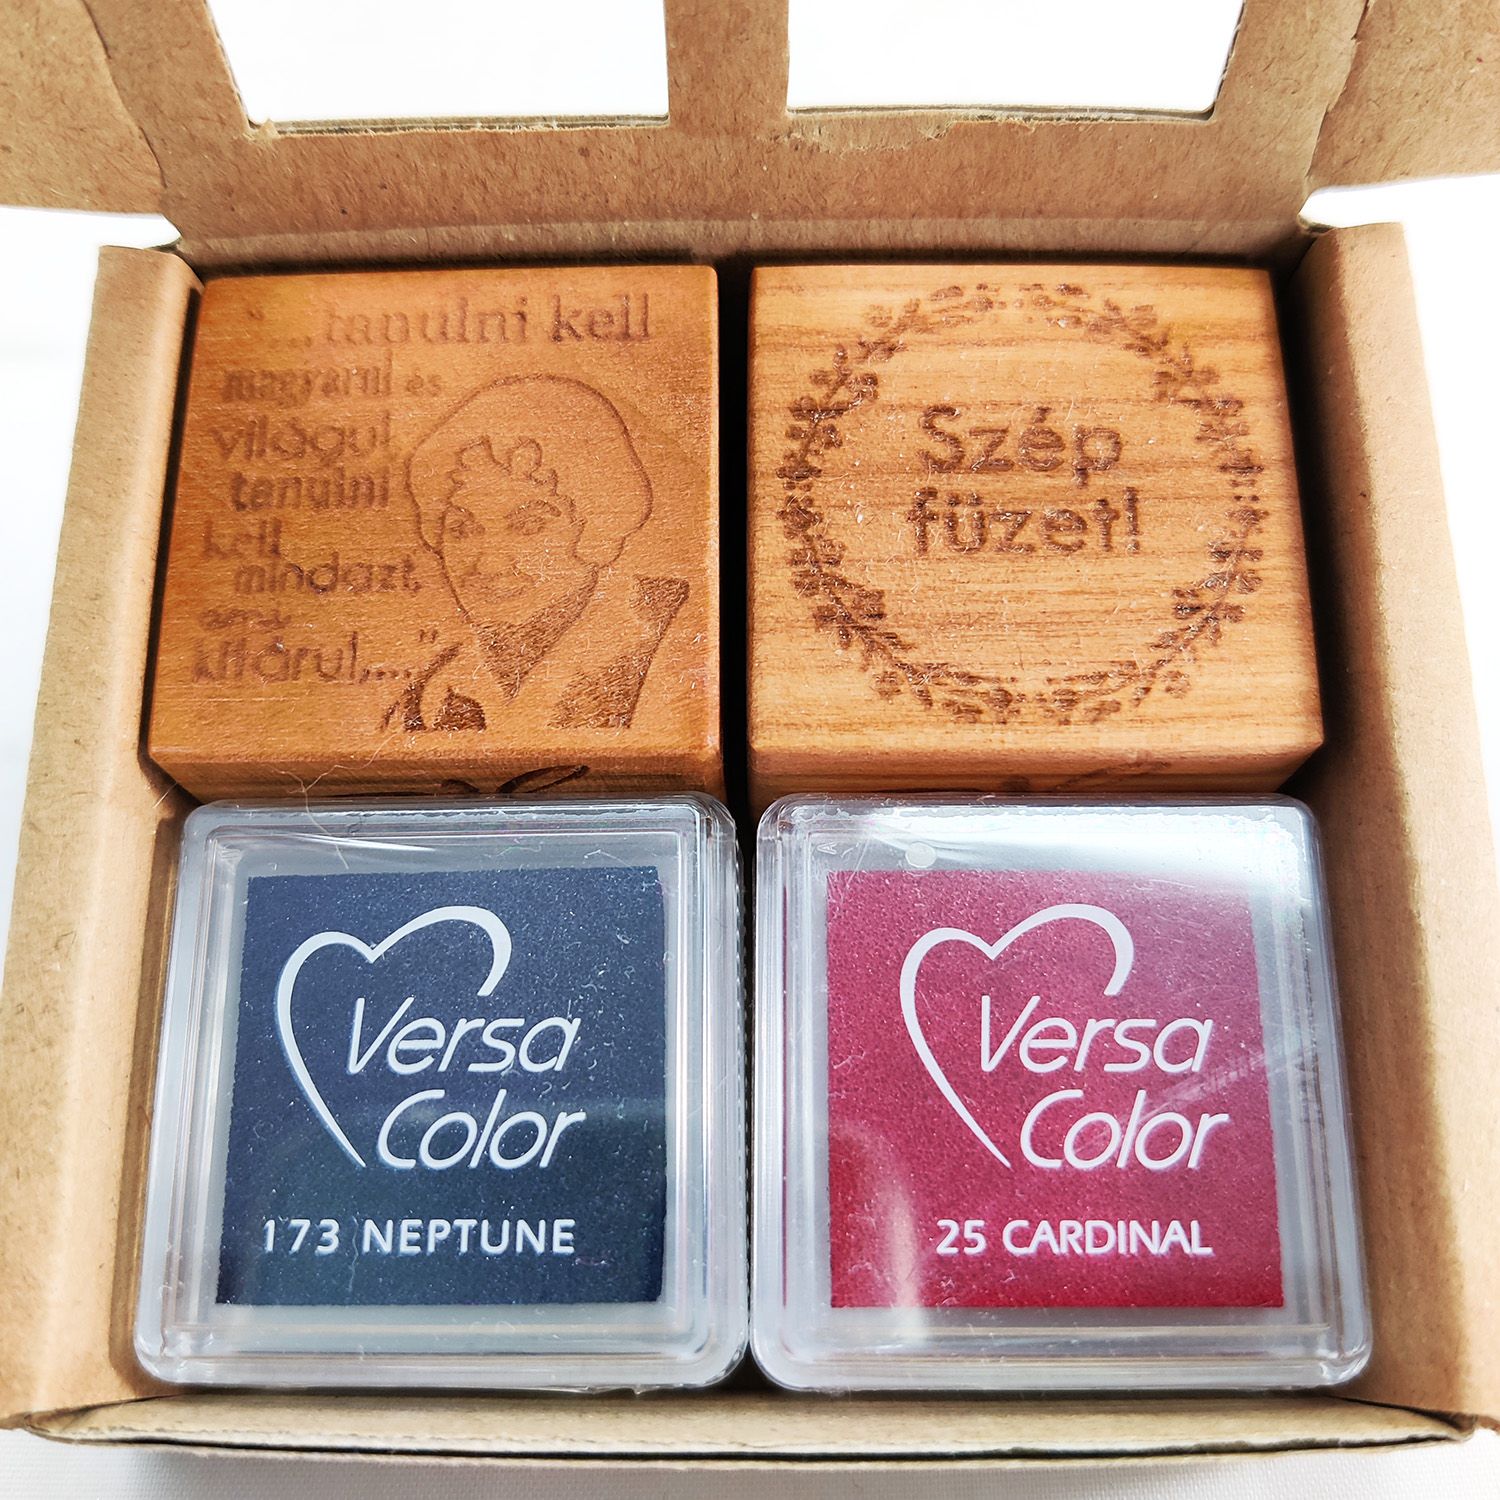 "...tanulni kell
magyarul és
világul,
tanulni
kell
mindazt,
ami
kitárul,..."
Szép
füzet!
Versa
Color
173 NEPTUNE
Versa
Color
25 CARDINAL